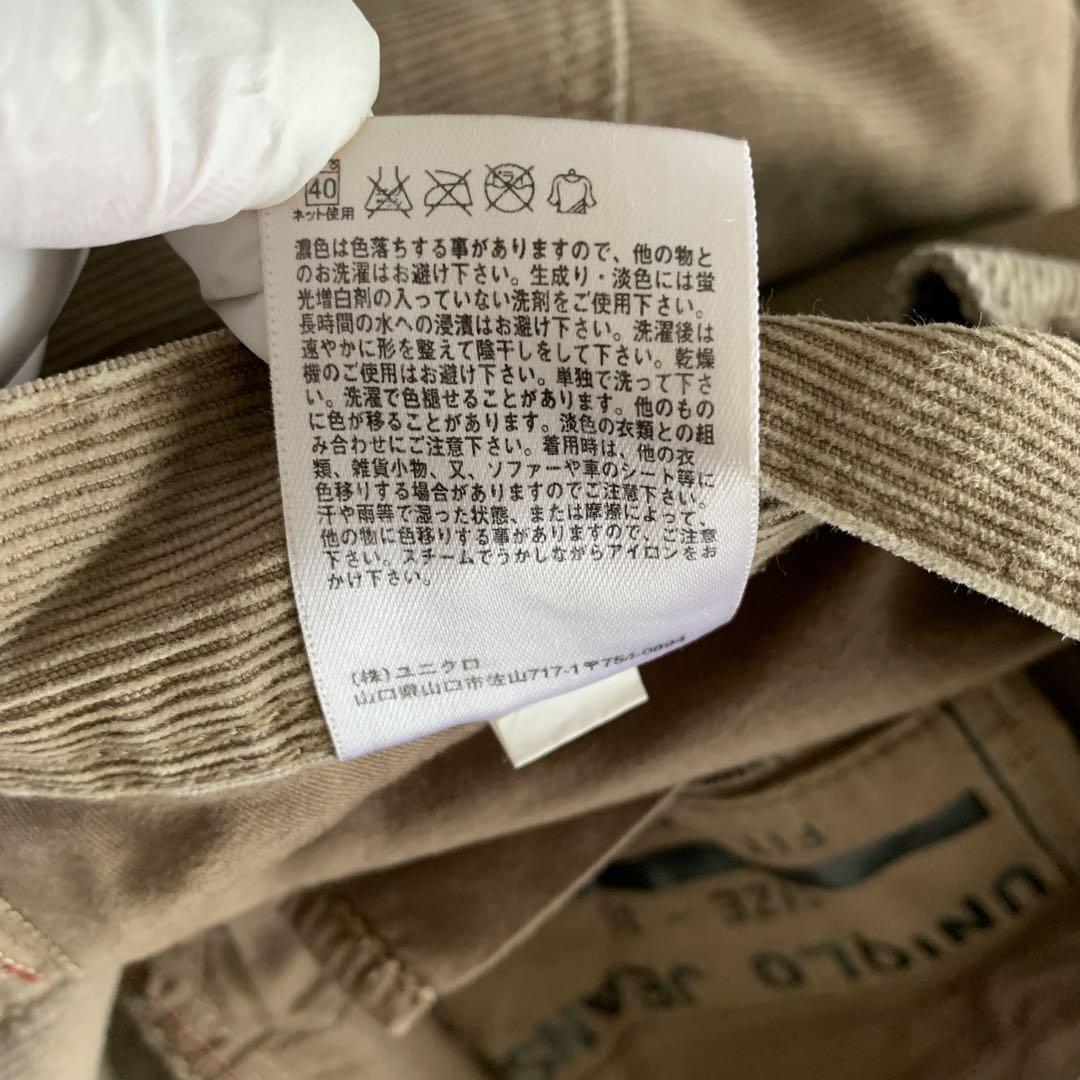 40
ネット使用
ドライ
濃色は色落ちする事がありますので、他の物と
のお洗濯はお避け下さい。生成り・淡色には蛍
光増白剤の入っていない洗剤をご使用下さい。
長時間の水への浸漬はお避け下さい。洗濯後は
速やかに形を整えて陰干しをして下さい。乾燥
機のご使用はお避け下さい。単独で洗って下さ
い。洗濯で色褪せることがあります。他のもの
に色が移ることがあります。淡色の衣類との組
み合わせにご注意下さい。着用時は、他の衣
類、雑貨小物、又、ソファーや車のシート等に
色移りする場合がありますのでご注意下さい。
汗や雨等で湿った状態、または摩擦によって、
他の物に色移りする事がありますので、ご注意
下さい。スチームでうかしながらアイロンをお
かけ下さい。
(株)ユニクロ
山口県山口市佐山717-1〒754-0894
UNIQLO JEANS
FIT